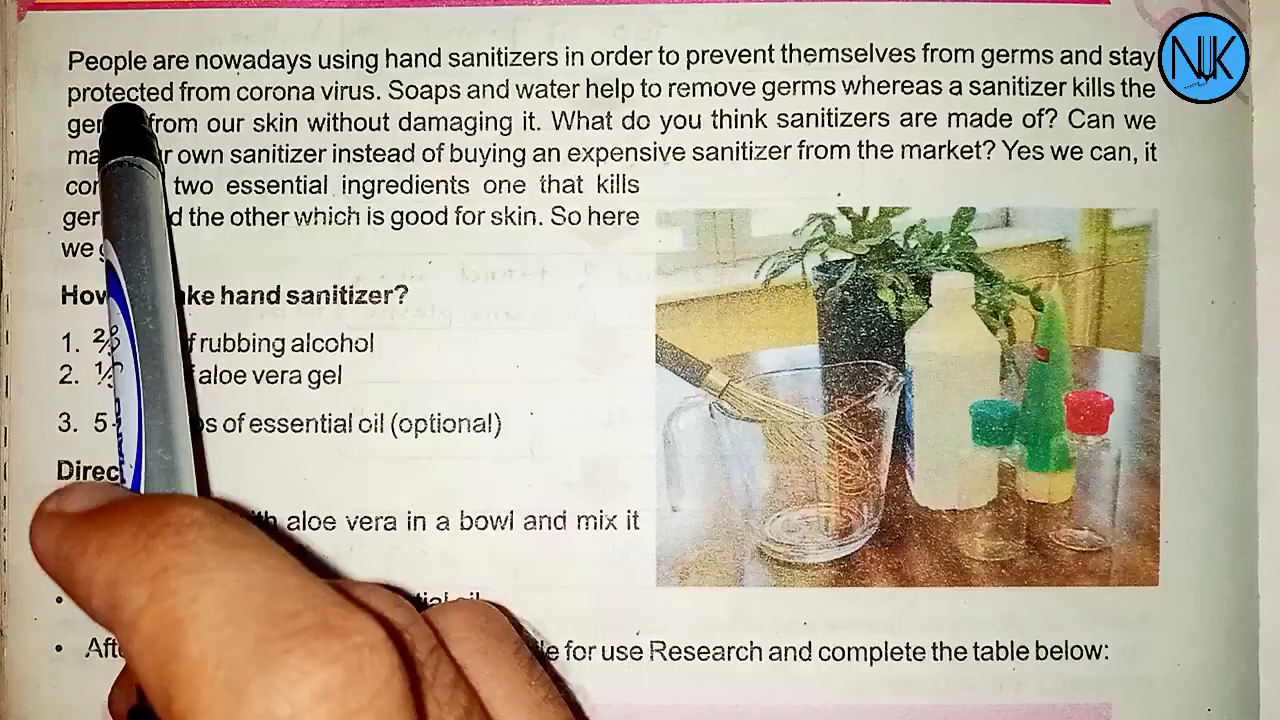 People are nowadays using hand sanitizers in order to prevent themselves from germs and stay
protected from corona virus. Soaps and water help to remove germs whereas a sanitizer kills the
from our skin without damaging it. What do you think sanitizers are made of? Can we
own sanitizer instead of buying an expensive sanitizer from the market? Yes we can, it
two essential ingredients one that kills
the other which is good for skin. So here
we
hand sanitizer?
1. rubbing alcohol
2. aloe vera gel
3. 5 of essential oil (optional)
aloe vera in a bowl and mix it
for use Research and complete the table below:
NJK